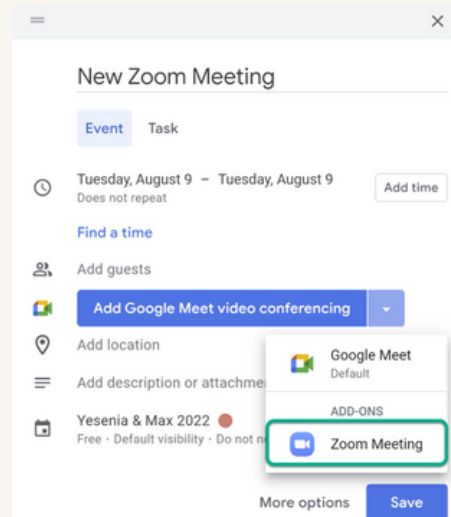 New Zoom Meeting
Event Task
Tuesday, August 9 – Tuesday, August 9
Add time
Does not repeat
Find a time
Add guests
Add Google Meet video conferencing
Add location
Add description or
Google Meet
Default
ADD-ONS
Zoom Meeting
Yesenia & Max 2022
Free · Default visibility · Do not
More options Save